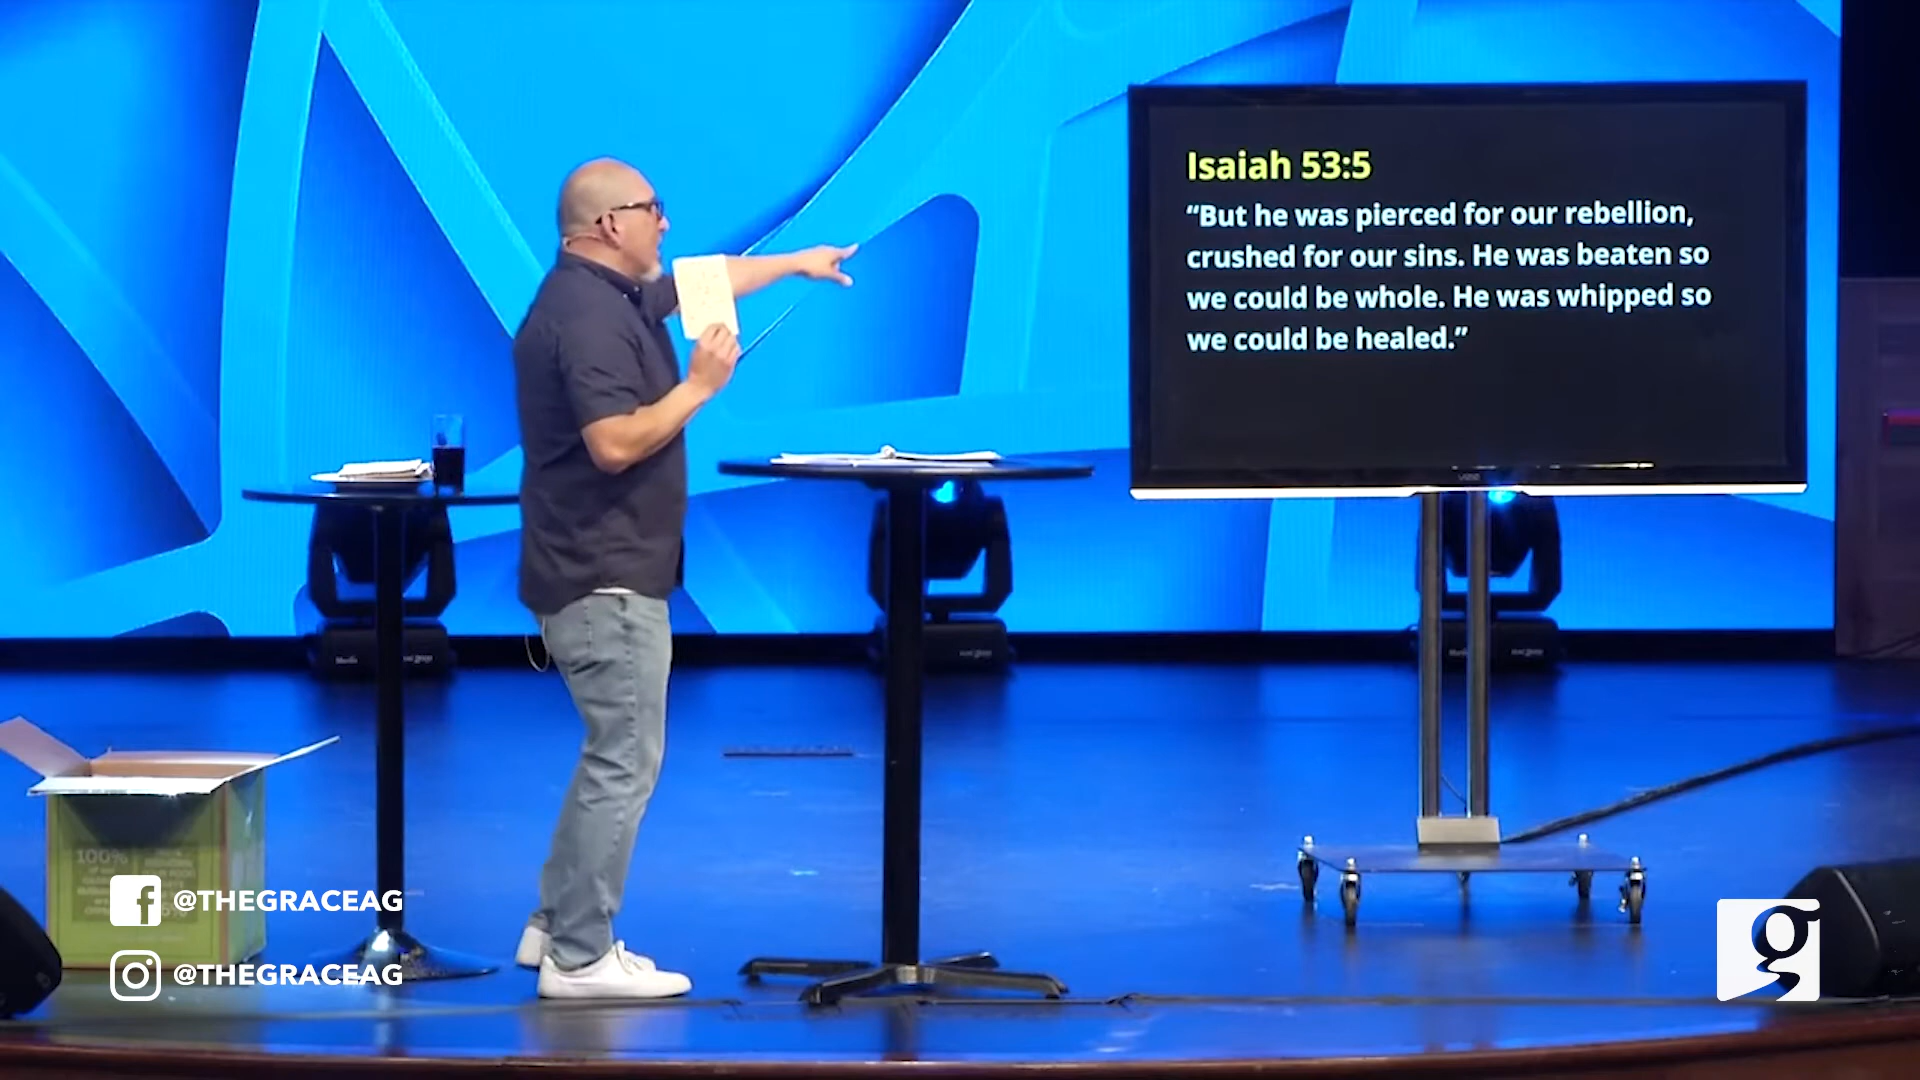 Isaiah 53:5
“But he was pierced for our rebellion,
crushed for our sins. He was beaten so
we could be whole. He was whipped so
we could be healed.”
VIZIO
100%
@THEGRACEAG
@THEGRACEAG
g